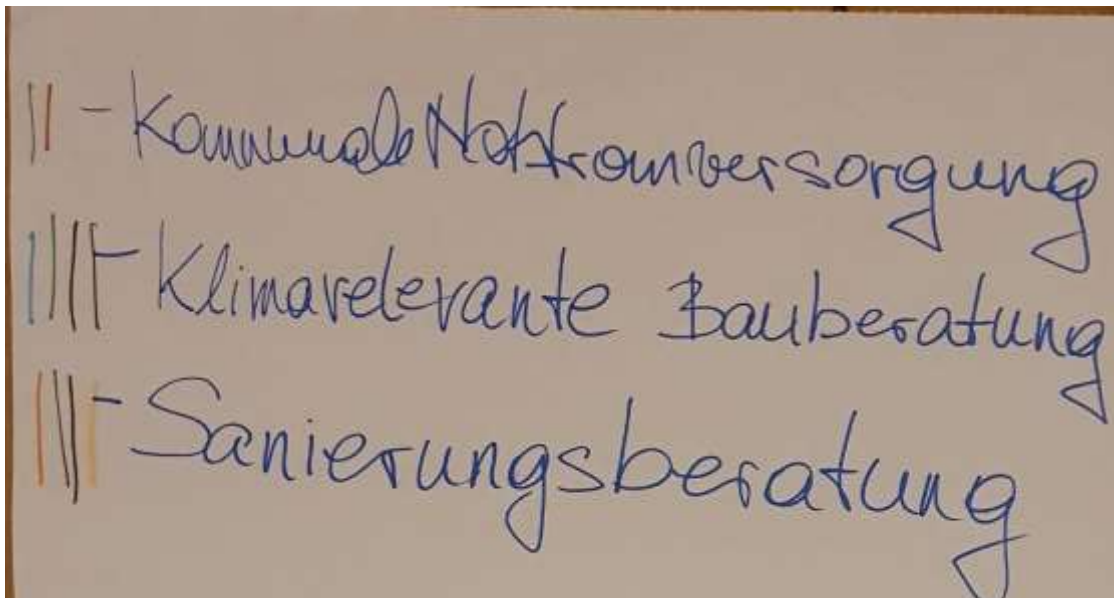 || - Kommunale Notstromversorgung
|||| - Klimarelevante Bauberatung
|||| - Sanierungsberatung